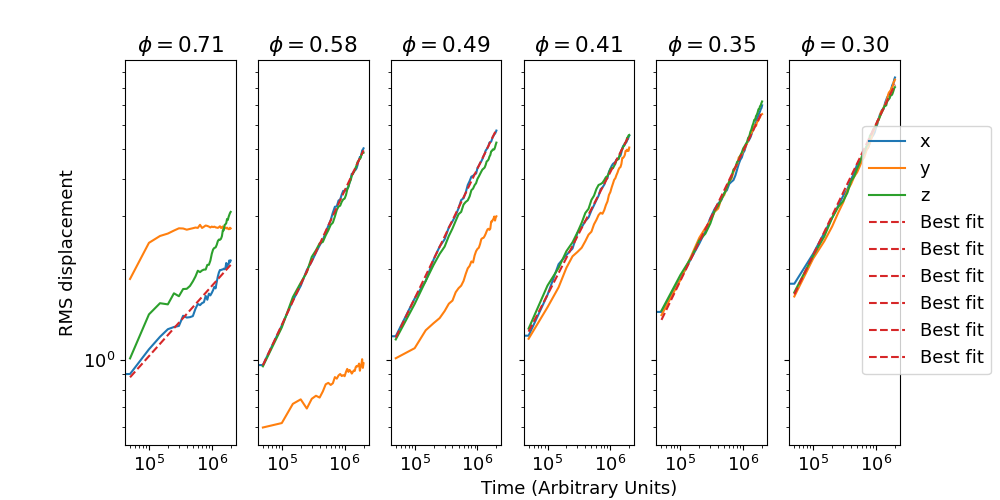 ϕ = 0.71
ϕ = 0.58
ϕ = 0.49
ϕ = 0.41
ϕ = 0.35
ϕ = 0.30
RMS displacement
10⁰
10⁵ 10⁶
10⁵ 10⁶
10⁵ 10⁶
10⁵ 10⁶
10⁵ 10⁶
10⁵ 10⁶
Time (Arbitrary Units)
x
y
z
Best fit
Best fit
Best fit
Best fit
Best fit
Best fit